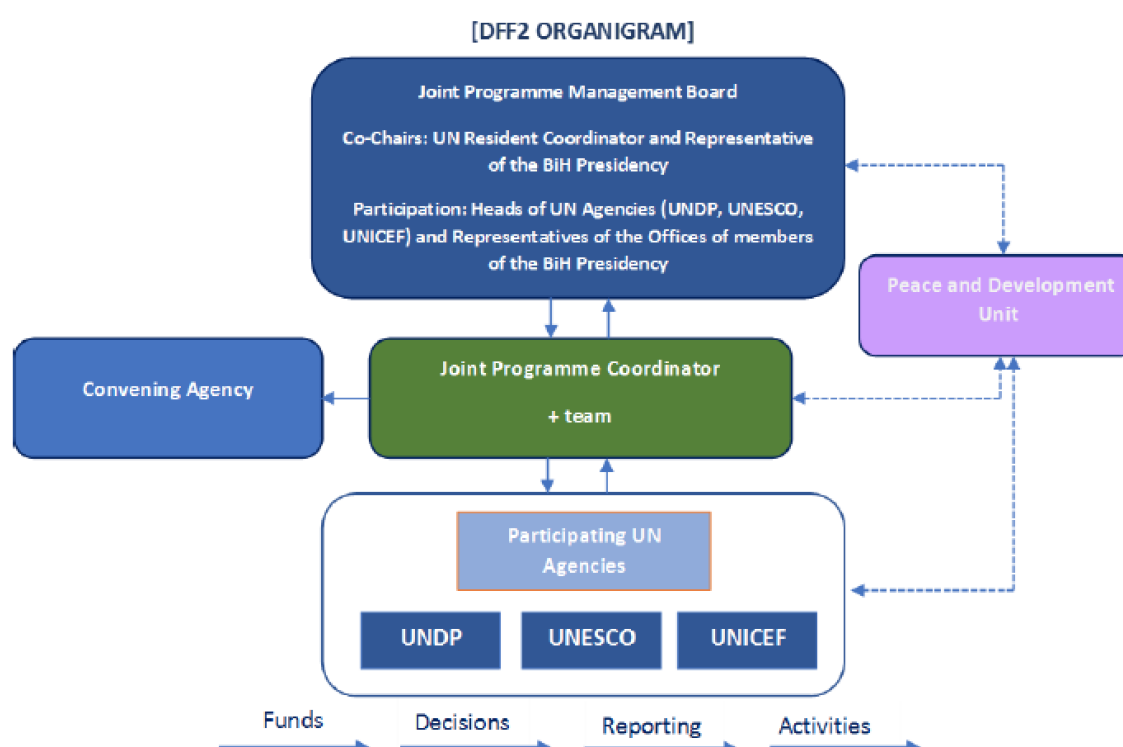 [DFF2 ORGANIGRAM]
Joint Programme Management Board
Co-Chairs: UN Resident Coordinator and Representative
of the BiH Presidency
Participation: Heads of UN Agencies (UNDP, UNESCO,
UNICEF) and Representatives of the Offices of members
of the BiH Presidency
Peace and Development
Unit
Convening Agency
Joint Programme Coordinator
+ team
Participating UN
Agencies
UNDP
UNESCO
UNICEF
Funds
Decisions
Reporting
Activities